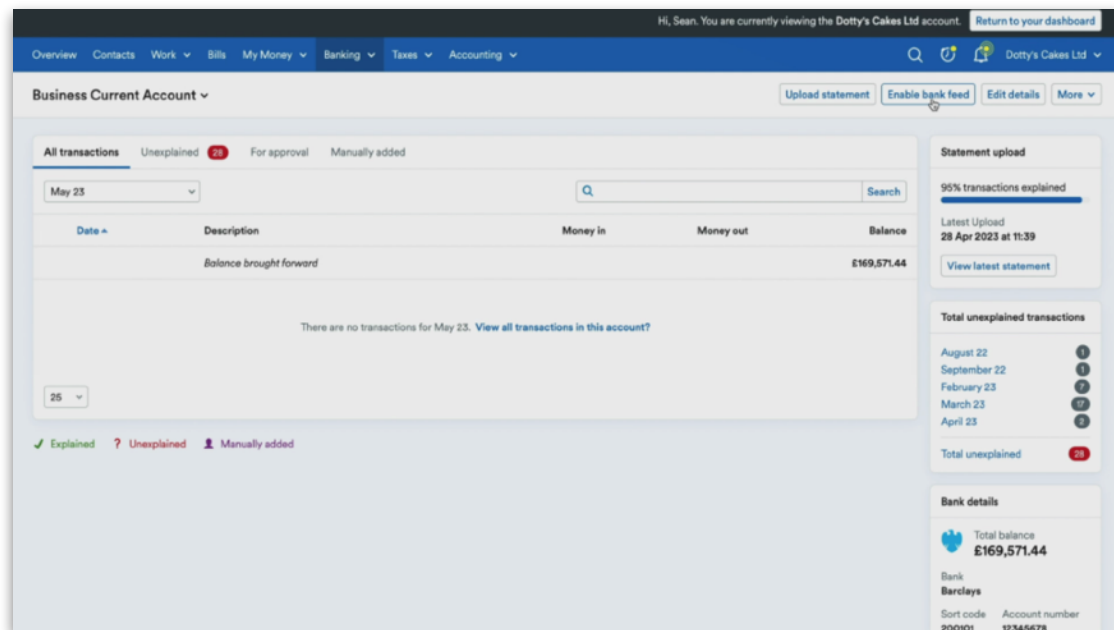 Hi, Sean. You are currently viewing the Dotty's Cakes Ltd account. Return to your dashboard
Overview Contacts Work Bills My Money Banking Taxes Accounting Dotty's Cakes Ltd
Business Current Account Upload statement Enable bank feed Edit details More
All transactions Unexplained 28 For approval Manually added
May 23 Search
Date Description Money in Money out Balance
Balance brought forward £169,571.44
There are no transactions for May 23. View all transactions in this account?
25
Explained ? Unexplained Manually added
Statement upload
95% transactions explained
Latest Upload
28 Apr 2023 at 11:39
View latest statement
Total unexplained transactions
August 22 1
September 22 1
February 23 7
March 23 17
April 23 2
Total unexplained 28
Bank details
Total balance
£169,571.44
Bank
Barclays
Sort code Account number
200101 12345678